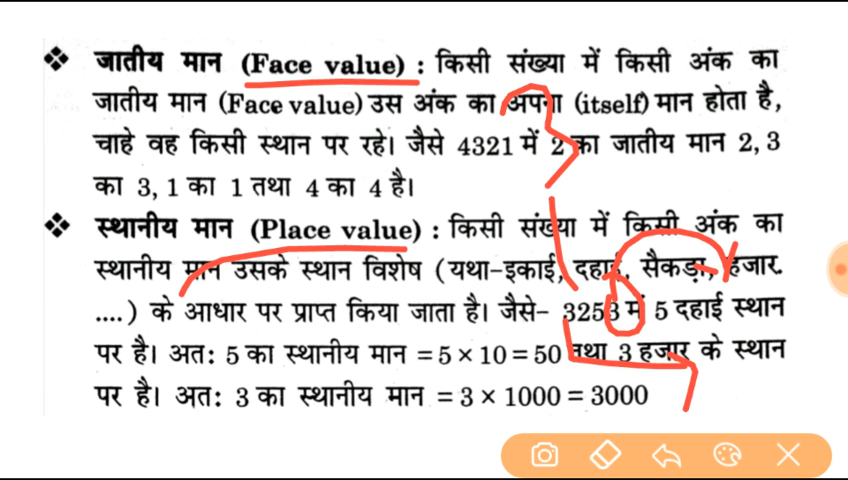 ❖ जातीय मान (Face value) : किसी संख्या में किसी अंक का
जातीय मान (Face value) उस अंक का अपना (itself) मान होता है,
चाहे वह किसी स्थान पर रहे। जैसे 4321 में 2 का जातीय मान 2, 3
का 3, 1 का 1 तथा 4 का 4 है।
❖ स्थानीय मान (Place value) : किसी संख्या में किसी अंक का
स्थानीय मान उसके स्थान विशेष (यथा-इकाई, दहाई, सैकड़ा, हजार.
....) के आधार पर प्राप्त किया जाता है। जैसे- 3253 में 5 दहाई स्थान
पर है। अतः 5 का स्थानीय मान = 5 × 10 = 50 तथा 3 हजार के स्थान
पर है। अतः 3 का स्थानीय मान = 3 × 1000 = 3000